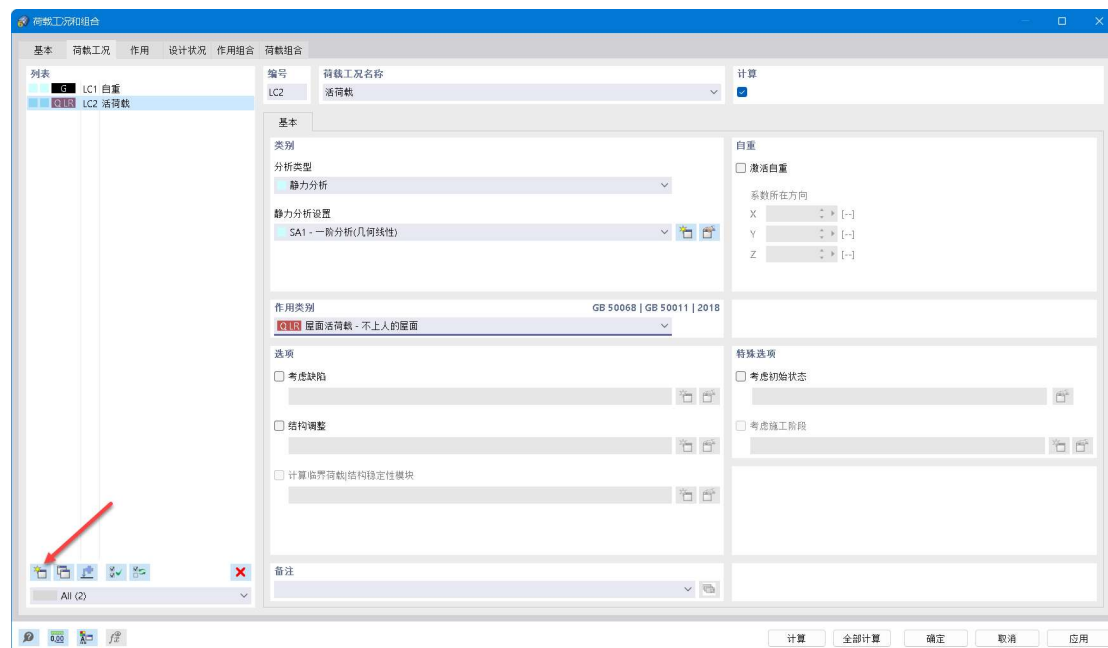 荷载工况和组合
基本 荷载工况 作用 设计状况 作用组合 荷载组合
列表
G LC1 自重
Q LR LC2 活荷载
编号 荷载工况名称 计算
LC2 活荷载
基本
类别 自重
分析类型 激活自重
静力分析 系数所在方向
静力分析设置 X [--]
SA1 - 一阶分析(几何线性) Y [--]
Z [--]
作用类别 GB 50068 | GB 50011 | 2018
Q LR 屋面活荷载 - 不上人的屋面
选项 特殊选项
考虑缺陷 考虑初始状态
结构调整 考虑施工阶段
计算临界荷载|结构稳定性模块
备注
All (2)
0,00
计算 全部计算 确定 取消 应用